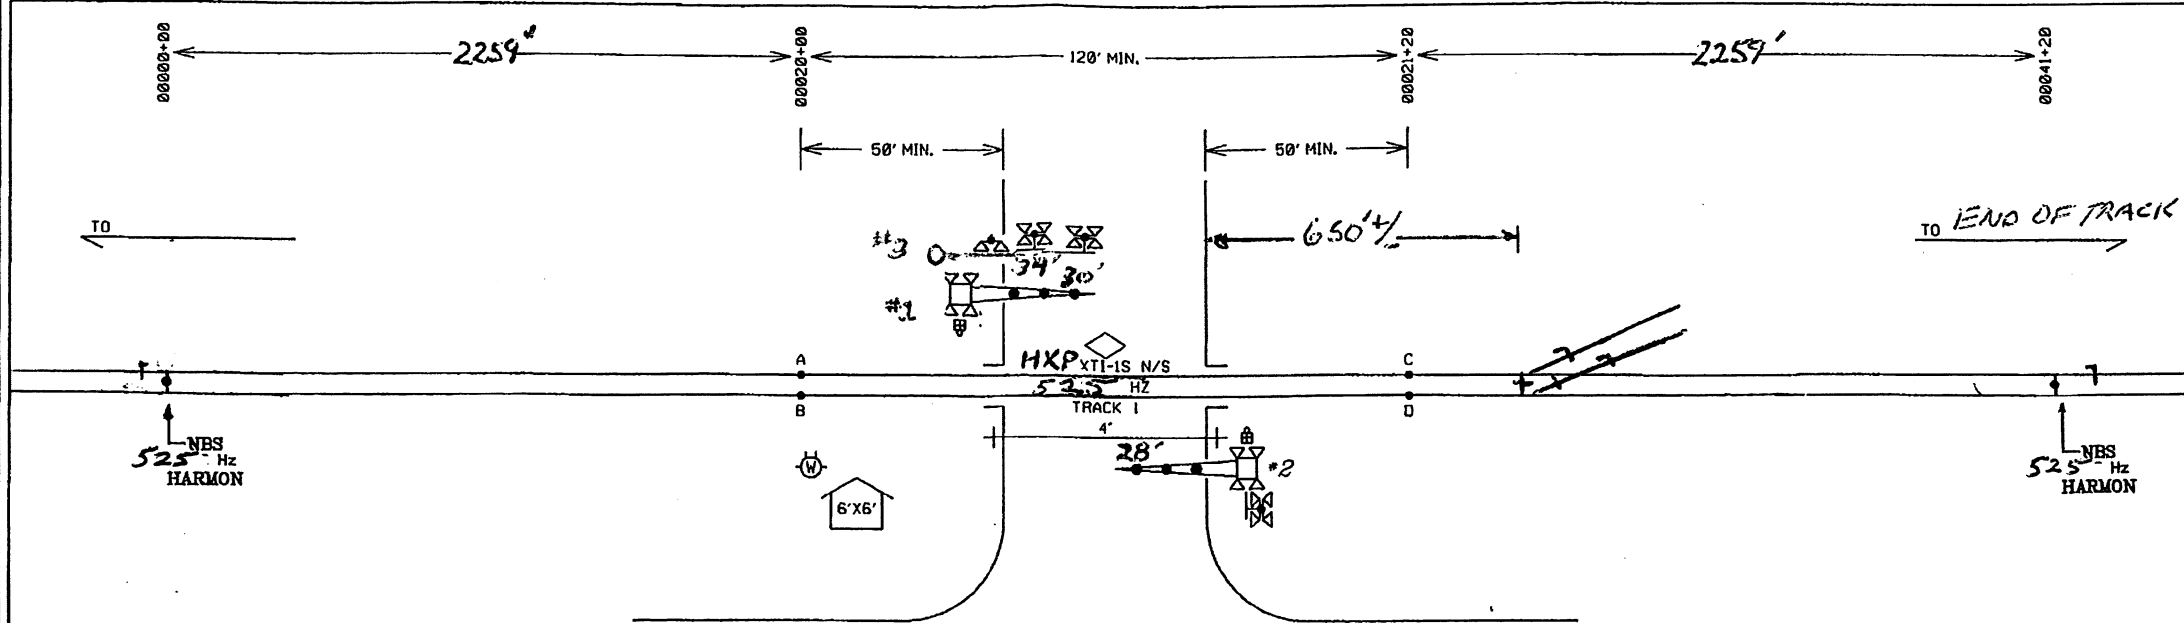 00000+00
2259"
00020+00
120' MIN.
00021+20
2259'
00041+20
50' MIN.
50' MIN.
TO
#3
34'
30'
650'+/-
TO END OF TRACK
A
HXP XT1-1S N/S
C
525 HZ
B
TRACK 1
D
4'
NBS
525 Hz
HARMON
W
6'X6'
28'
#2
NBS
525 Hz
HARMON